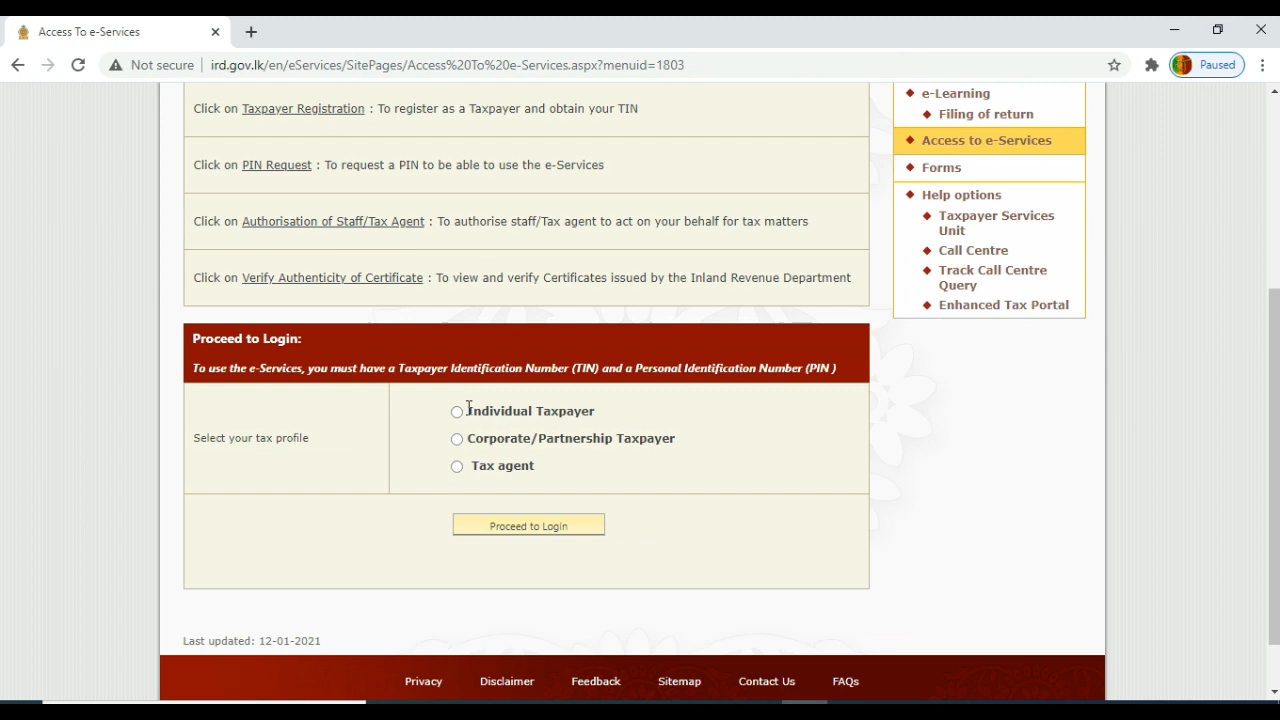 Access To e-Services
Not secure | ird.gov.lk/en/eServices/SitePages/Access%20To%20e-Services.aspx?menuid=1803
Paused
Click on Taxpayer Registration : To register as a Taxpayer and obtain your TIN
Click on PIN Request : To request a PIN to be able to use the e-Services
Click on Authorisation of Staff/Tax Agent : To authorise staff/Tax agent to act on your behalf for tax matters
Click on Verify Authenticity of Certificate : To view and verify Certificates issued by the Inland Revenue Department
e-Learning
Filing of return
Access to e-Services
Forms
Help options
Taxpayer Services
Unit
Call Centre
Track Call Centre
Query
Enhanced Tax Portal
Proceed to Login:
To use the e-Services, you must have a Taxpayer Identification Number (TIN) and a Personal Identification Number (PIN )
Select your tax profile
Individual Taxpayer
Corporate/Partnership Taxpayer
Tax agent
Proceed to Login
Last updated: 12-01-2021
Privacy Disclaimer Feedback Sitemap Contact Us FAQs